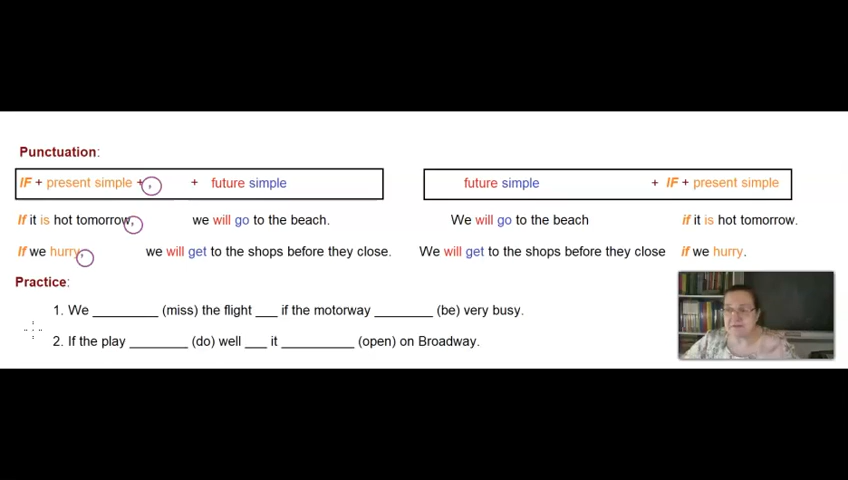 Punctuation:
IF + present simple + , + future simple
future simple + IF + present simple
If it is hot tomorrow, we will go to the beach.
We will go to the beach if it is hot tomorrow.
If we hurry, we will get to the shops before they close.
We will get to the shops before they close if we hurry.
Practice:
1. We _________ (miss) the flight ___ if the motorway ________ (be) very busy.
2. If the play ________ (do) well ___ it __________ (open) on Broadway.